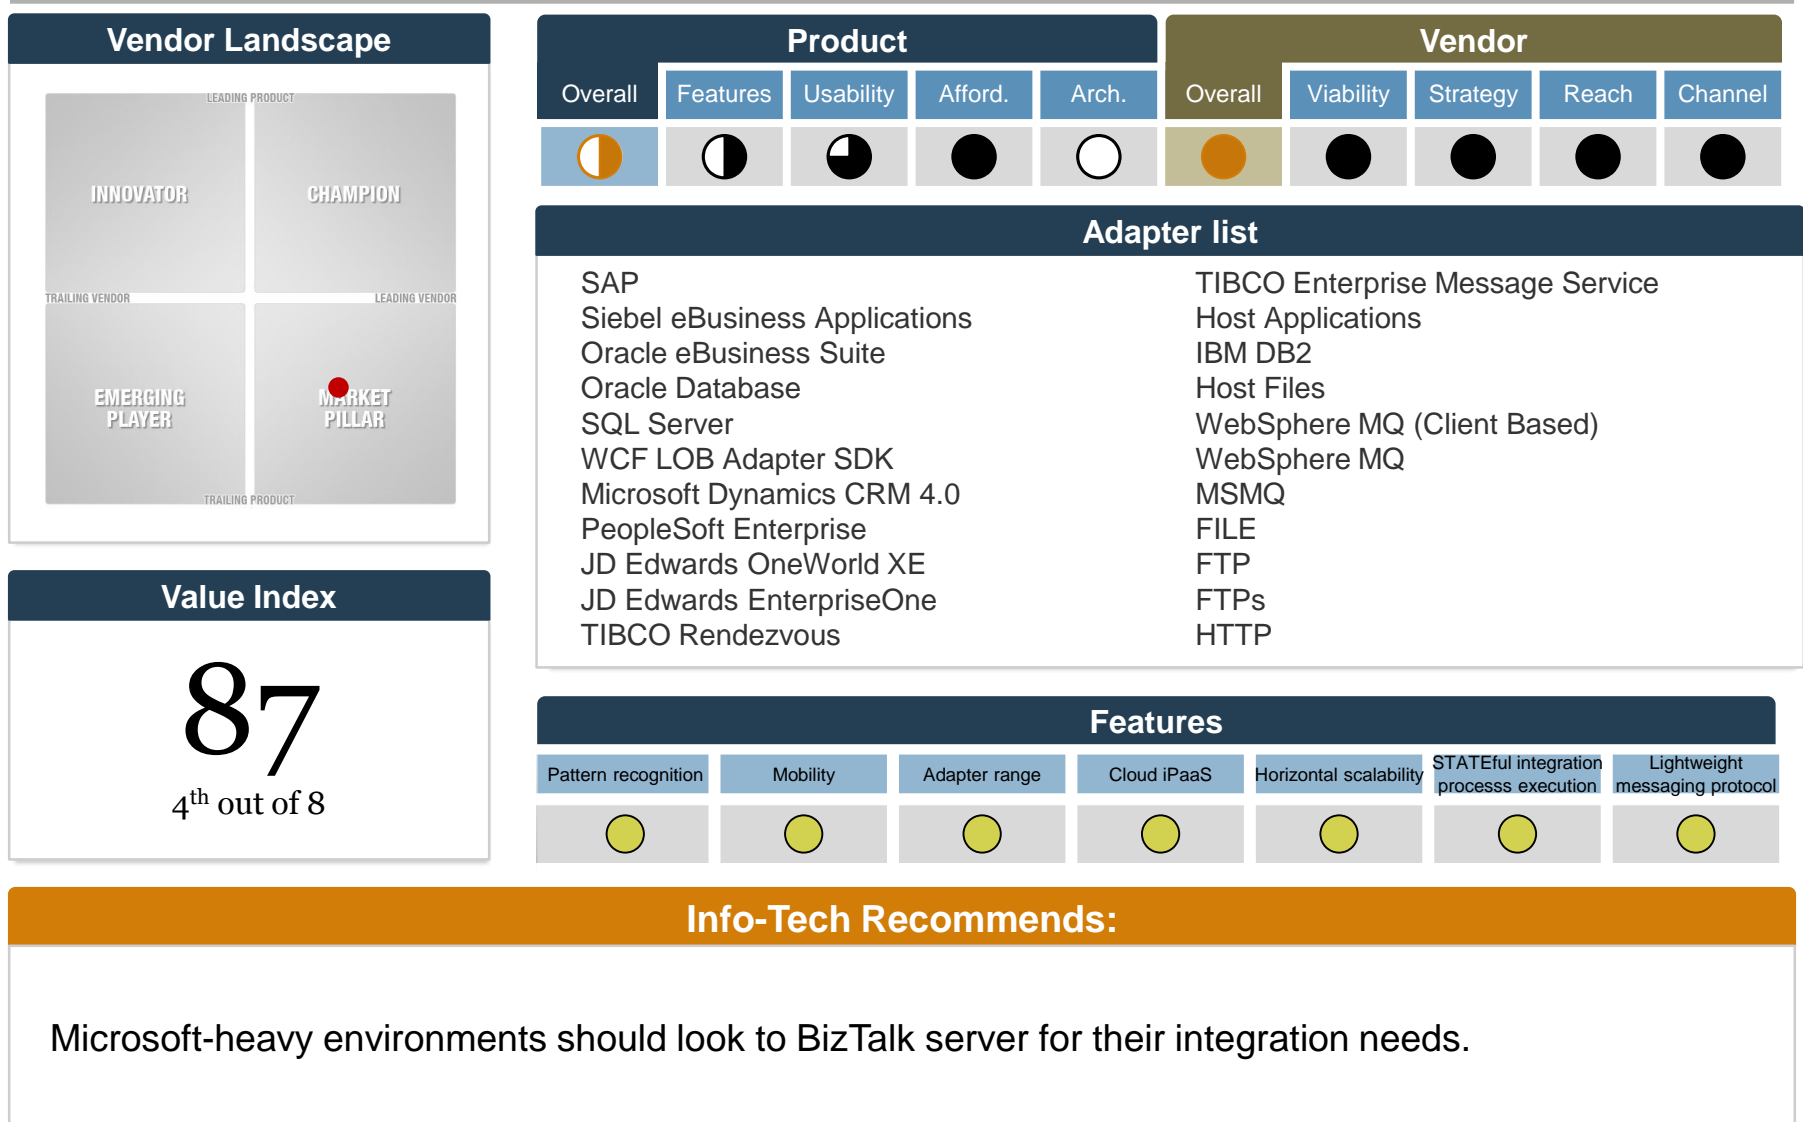 Vendor Landscape
LEADING PRODUCT
INNOVATOR
CHAMPION
TRAILING VENDOR
LEADING VENDOR
EMERGING
PLAYER
MARKET
PILLAR
TRAILING PRODUCT
Value Index
87
4th out of 8
Product
Vendor
Overall
Features
Usability
Afford.
Arch.
Overall
Viability
Strategy
Reach
Channel
Adapter list
SAP
Siebel eBusiness Applications
Oracle eBusiness Suite
Oracle Database
SQL Server
WCF LOB Adapter SDK
Microsoft Dynamics CRM 4.0
PeopleSoft Enterprise
JD Edwards OneWorld XE
JD Edwards EnterpriseOne
TIBCO Rendezvous
TIBCO Enterprise Message Service
Host Applications
IBM DB2
Host Files
WebSphere MQ (Client Based)
WebSphere MQ
MSMQ
FILE
FTP
FTPs
HTTP
Features
Pattern recognition
Mobility
Adapter range
Cloud iPaaS
Horizontal scalability
STATEful integration
processs execution
Lightweight
messaging protocol
Info-Tech Recommends:
Microsoft-heavy environments should look to BizTalk server for their integration needs.